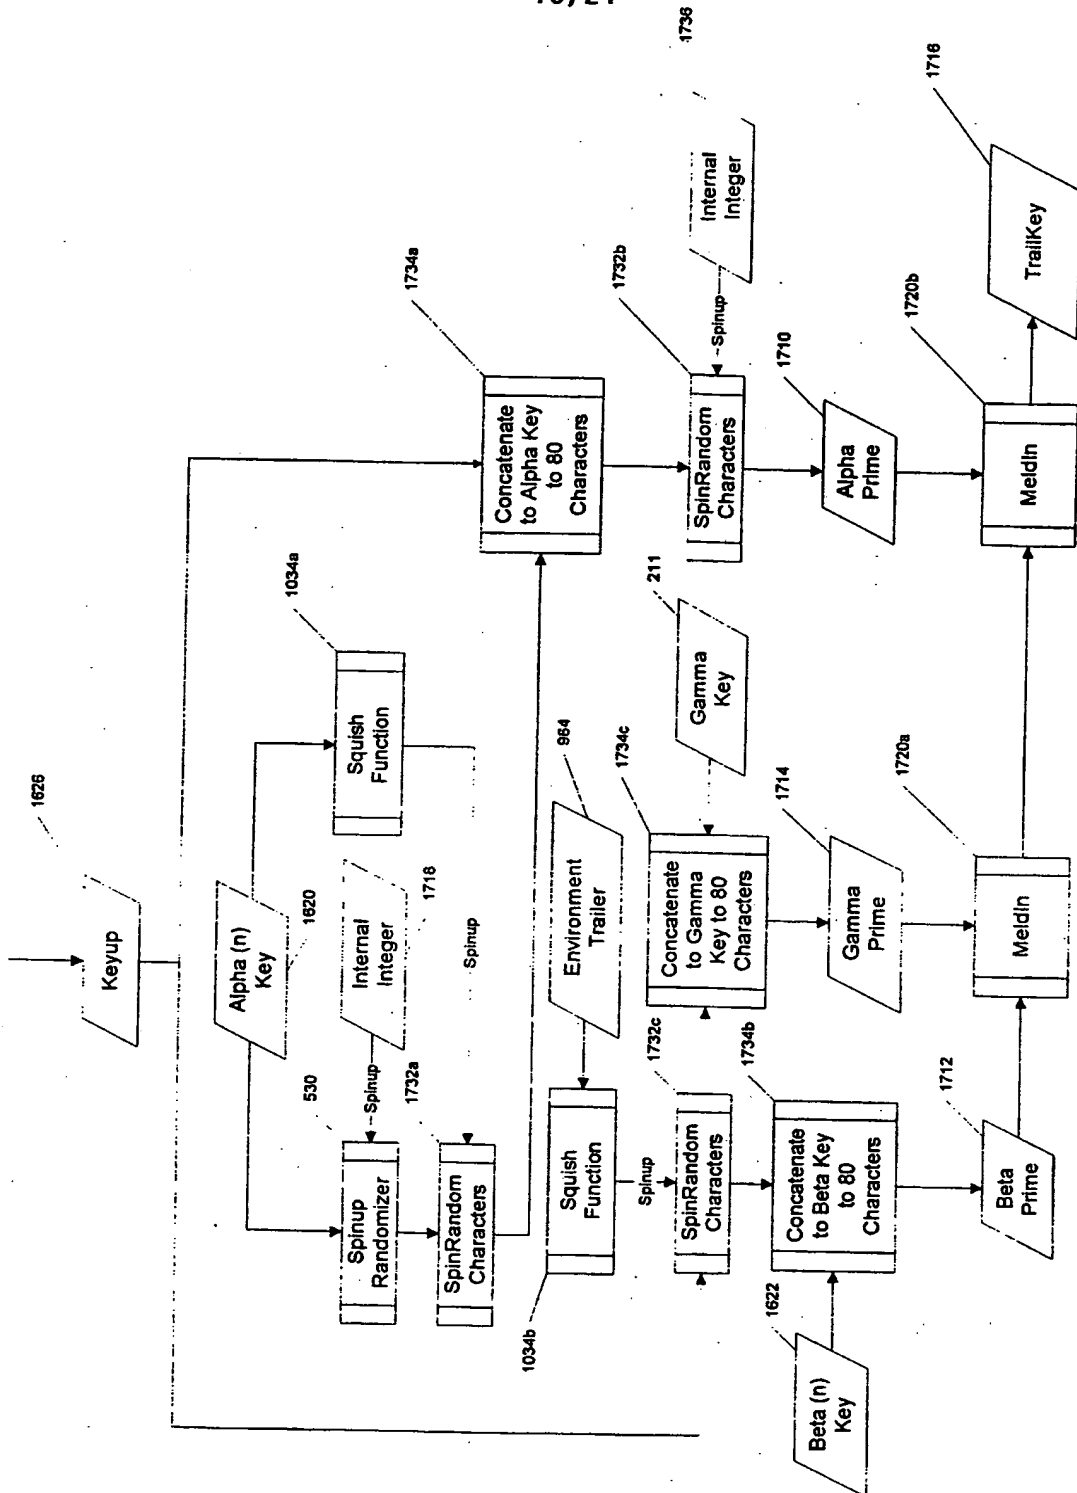 1736
1626
Keyup
1034a
Squish
Function
Alpha (n)
Key
1620
1718
Internal
Integer
Spinup
530
1732a
Spinup
Randomizer
SpinRandom
Characters
Spinup
1734a
Concatenate
to Alpha Key
to 80
Characters
Internal
Integer
Spinup
1732b
SpinRandom
Characters
1710
Alpha
Prime
1716
TrailKey
1720b
MeldIn
964
Environment
Trailer
1034b
Squish
Function
Spinup
1732c
SpinRandom
Characters
211
Gamma
Key
1734c
Concatenate
to Gamma
Key to 80
Characters
1714
Gamma
Prime
1720a
MeldIn
1734b
Concatenate
to Beta Key
to 80
Characters
1622
Beta (n)
Key
1712
Beta
Prime